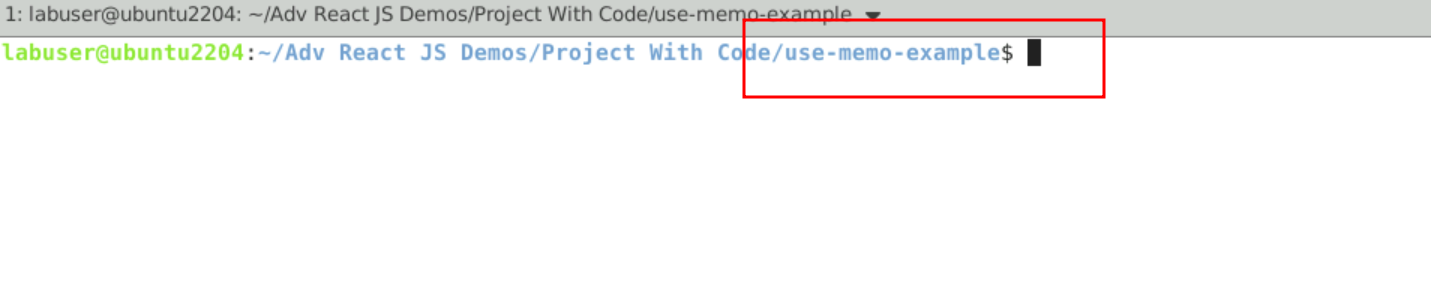 1: labuser@ubuntu2204: ~/Adv React JS Demos/Project With Code/use-memo-example
labuser@ubuntu2204:~/Adv React JS Demos/Project With Code/use-memo-example$